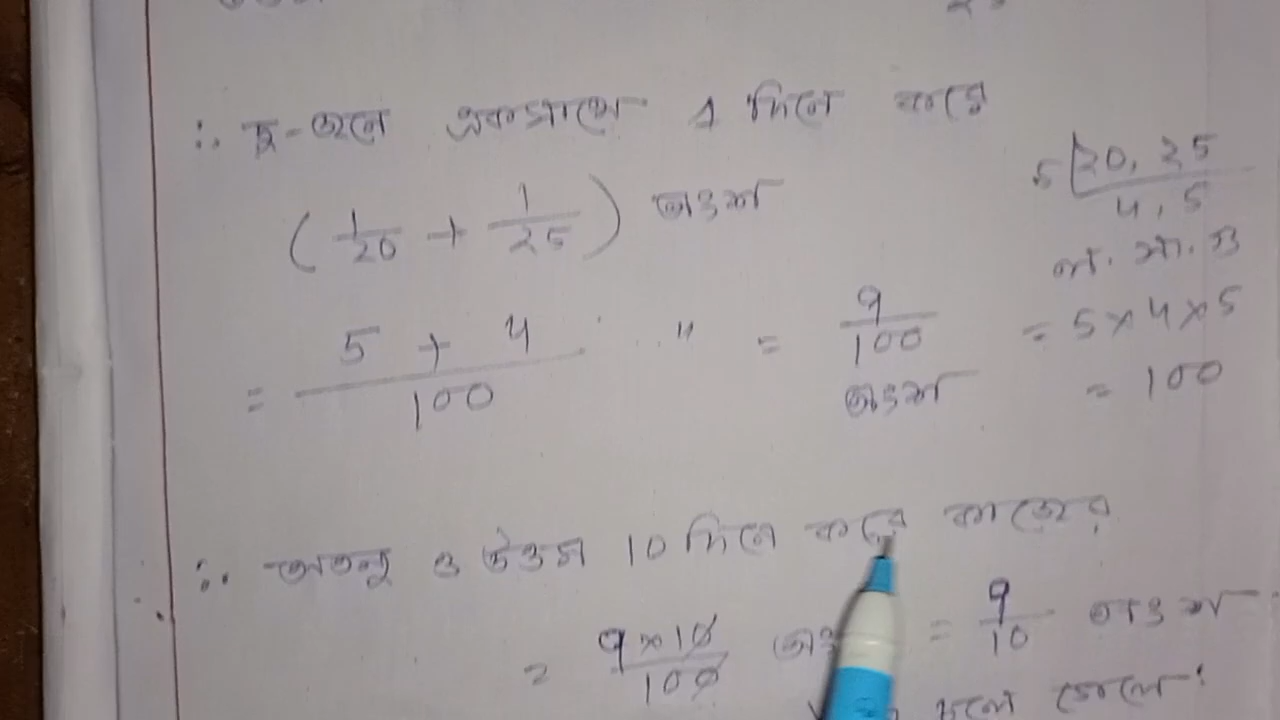 ∴ দু-জনে একসাথে 1 দিনে করে
5 | 20, 25
4, 5
( 1/20 + 1/25 ) অংশ
ল. সা. গু
= 5 + 4 / 100 " = 9/100 অংশ
= 5 × 4 × 5
= 100
∴ অতনু ও উত্তম 10 দিনে করে কাজের
= 9 × 10 / 100 = 9/10 অংশ
চলে গেলে